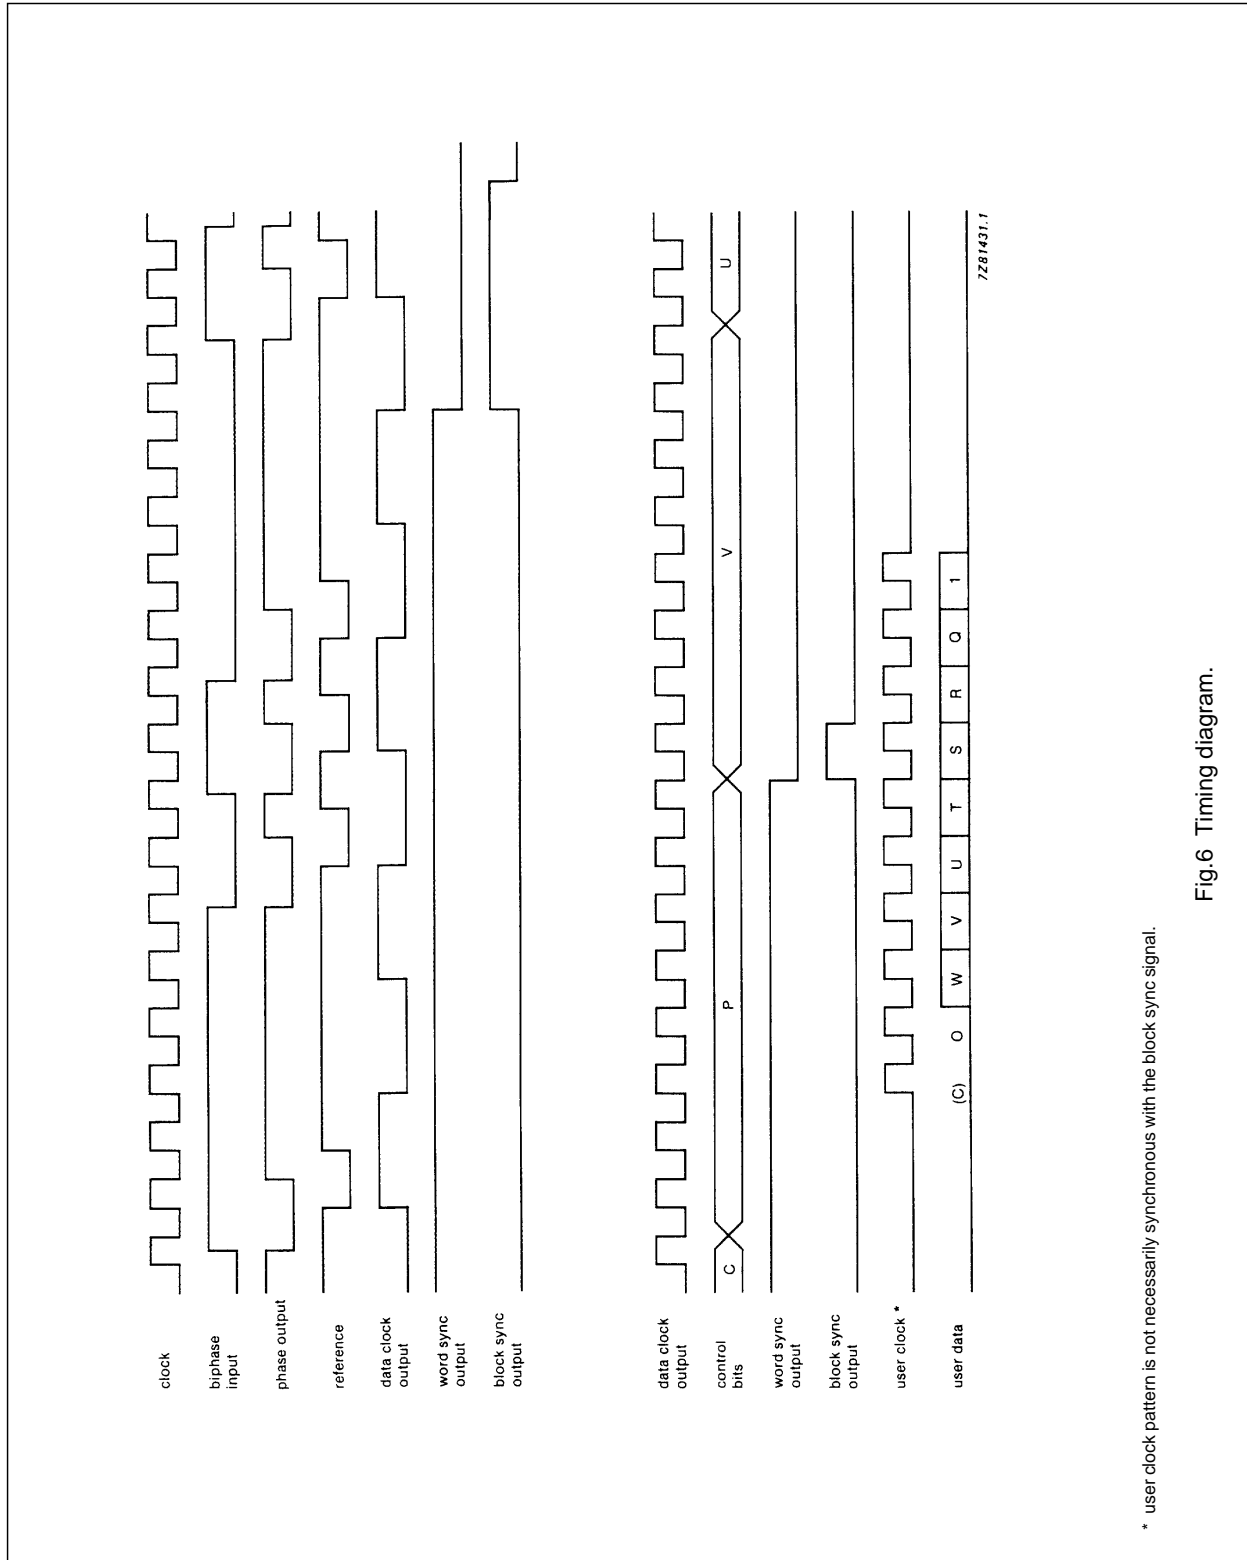 clock
biphase
input
phase output
reference
data clock
output
word sync
output
block sync
output
data clock
output
control
bits
C P V U
word sync
output
block sync
output
user clock *
user data
(C) O W V U T S R Q 1
7Z81431.1
* user clock pattern is not necessarily synchronous with the block sync signal.
Fig.6 Timing diagram.